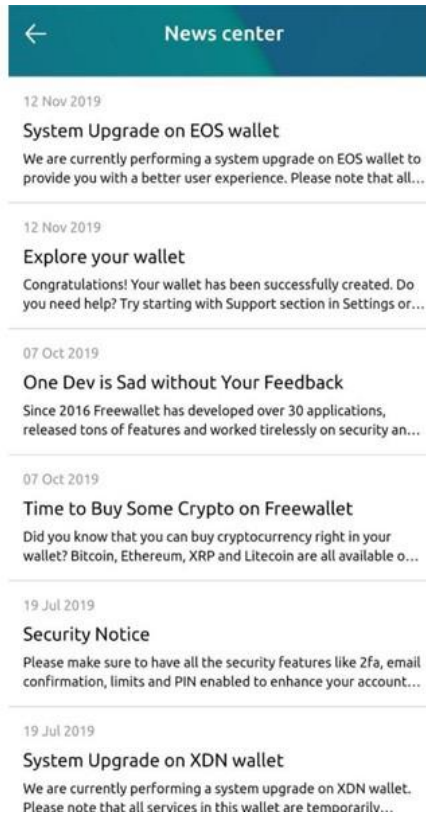 News center
12 Nov 2019
System Upgrade on EOS wallet
We are currently performing a system upgrade on EOS wallet to
provide you with a better user experience. Please note that all...
12 Nov 2019
Explore your wallet
Congratulations! Your wallet has been successfully created. Do
you need help? Try starting with Support section in Settings or...
07 Oct 2019
One Dev is Sad without Your Feedback
Since 2016 Freewallet has developed over 30 applications,
released tons of features and worked tirelessly on security an...
07 Oct 2019
Time to Buy Some Crypto on Freewallet
Did you know that you can buy cryptocurrency right in your
wallet? Bitcoin, Ethereum, XRP and Litecoin are all available o...
19 Jul 2019
Security Notice
Please make sure to have all the security features like 2fa, email
confirmation, limits and PIN enabled to enhance your account...
19 Jul 2019
System Upgrade on XDN wallet
We are currently performing a system upgrade on XDN wallet.
Please note that all services in this wallet are temporarily...